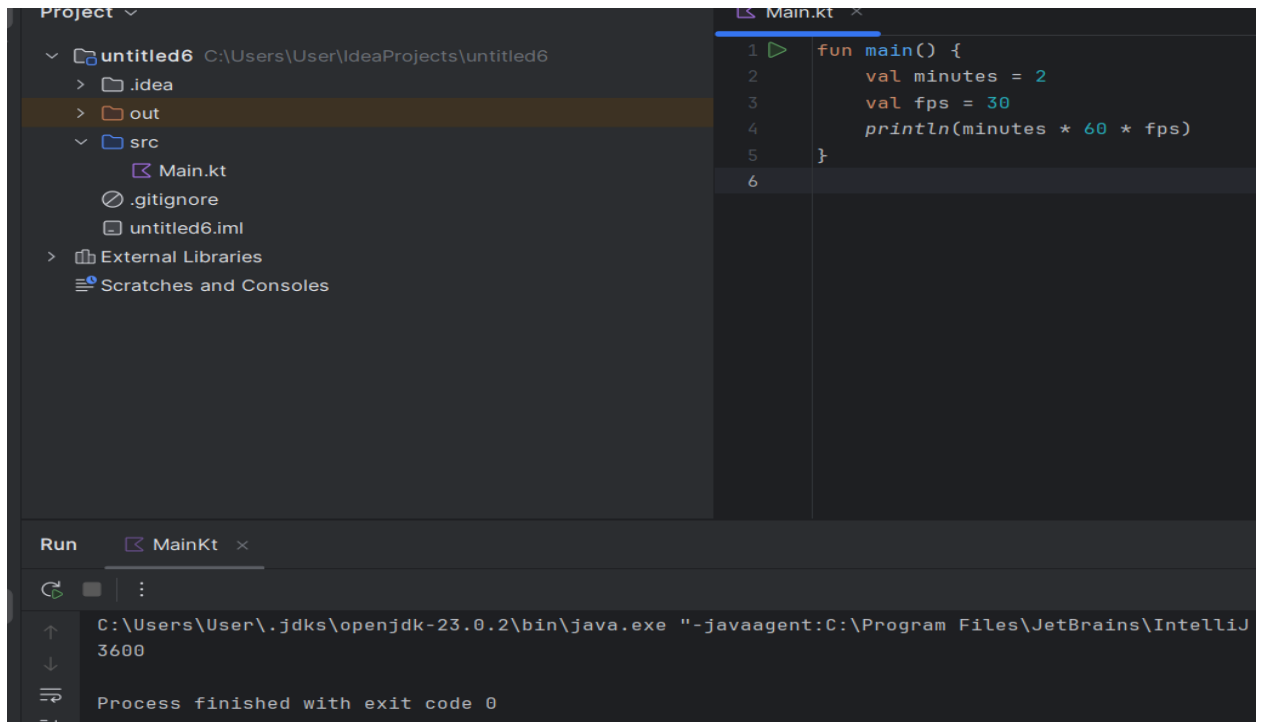 Project
untitled6 C:\Users\User\IdeaProjects\untitled6
.idea
out
src
Main.kt
.gitignore
untitled6.iml
External Libraries
Scratches and Consoles
Main.kt
1 fun main() {
2     val minutes = 2
3     val fps = 30
4     println(minutes * 60 * fps)
5 }
6
Run MainKt
C:\Users\User\.jdks\openjdk-23.0.2\bin\java.exe "-javaagent:C:\Program Files\JetBrains\IntelliJ
3600
Process finished with exit code 0